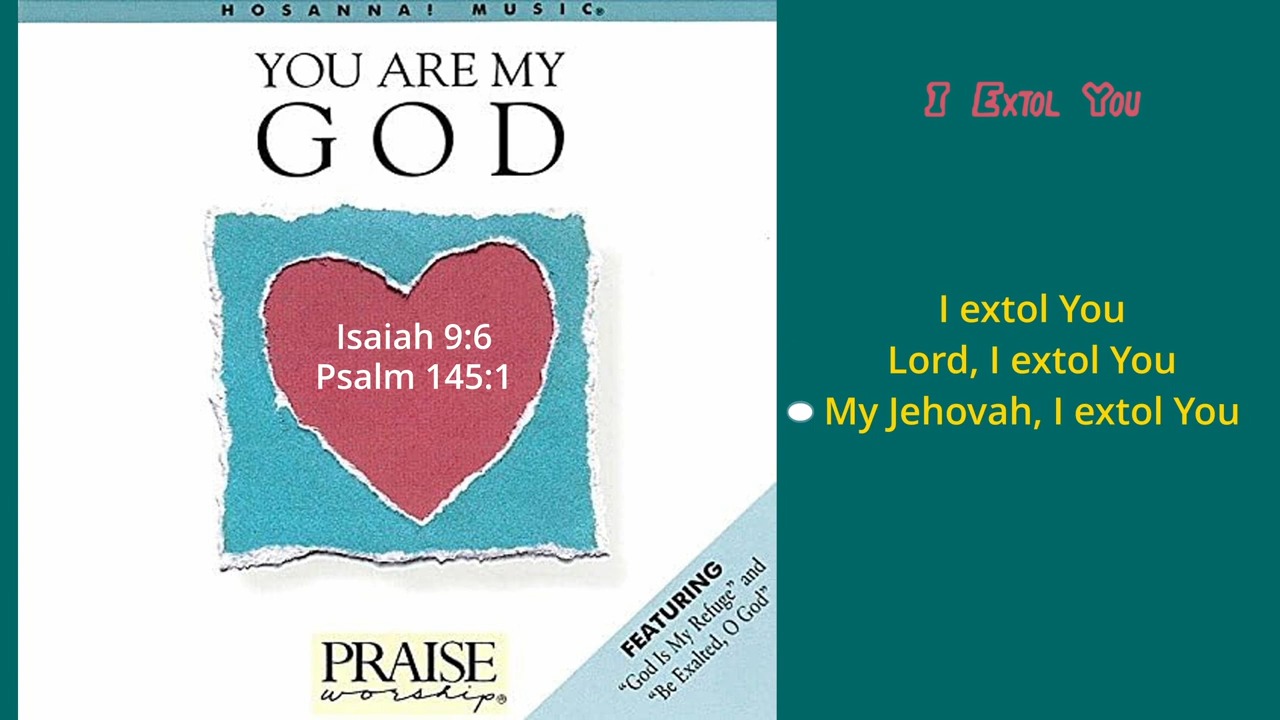 HOSANNA! MUSIC®
YOU ARE MY
GOD
Isaiah 9:6
Psalm 145:1
FEATURING
“God Is My Refuge” and
“Be Exalted, O God”
PRAISE
worship®
I Extol You
I extol You
Lord, I extol You
My Jehovah, I extol You